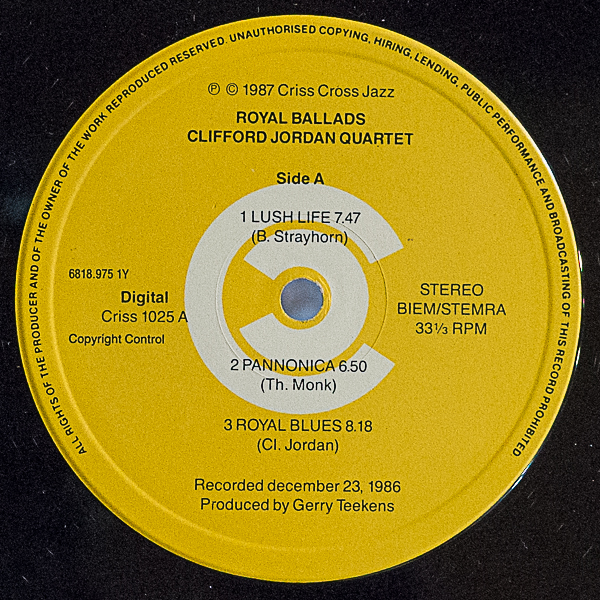 ALL RIGHTS OF THE PRODUCER AND OF THE OWNER OF THE WORK REPRODUCED RESERVED. UNAUTHORISED COPYING, HIRING, LENDING, PUBLIC PERFORMANCE AND BROADCASTING OF THIS RECORD PROHIBITED
℗ © 1987 Criss Cross Jazz
ROYAL BALLADS
CLIFFORD JORDAN QUARTET
Side A
1 LUSH LIFE 7.47
(B. Strayhorn)
6818.975 1Y
Digital
Criss 1025 A
Copyright Control
STEREO
BIEM/STEMRA
33⅓ RPM
2 PANNONICA 6.50
(Th. Monk)
3 ROYAL BLUES 8.18
(Cl. Jordan)
Recorded december 23, 1986
Produced by Gerry Teekens